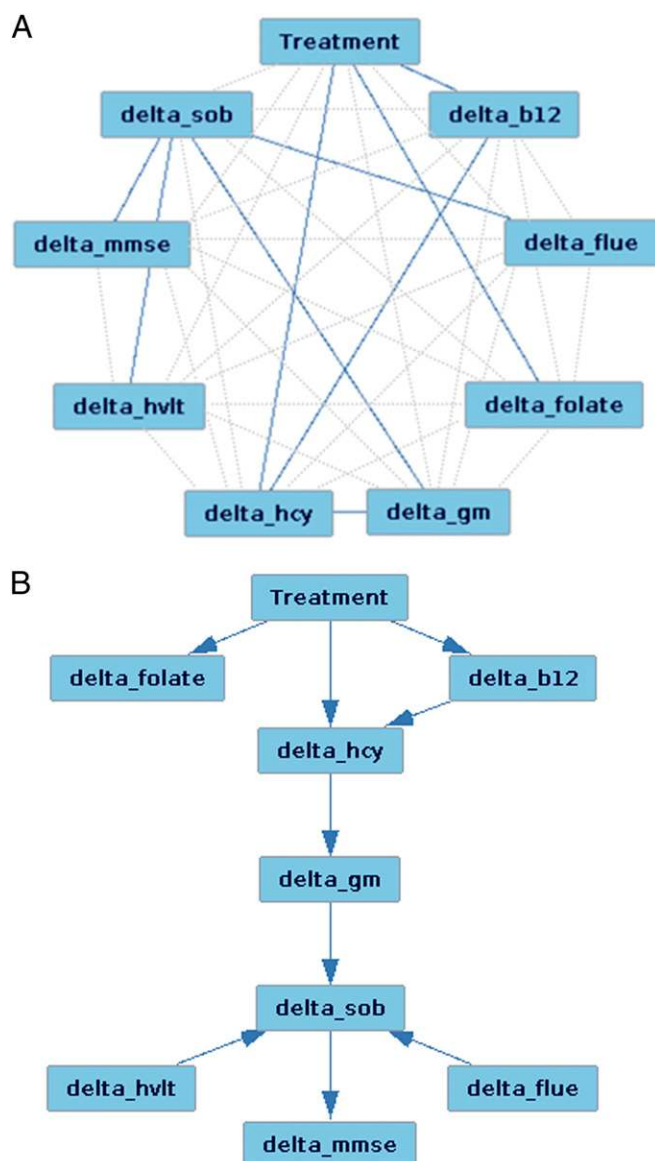 A
Treatment
delta_sob
delta_b12
delta_mmse
delta_flue
delta_hvlt
delta_folate
delta_hcy
delta_gm
B
Treatment
delta_folate
delta_b12
delta_hcy
delta_gm
delta_sob
delta_hvlt
delta_flue
delta_mmse